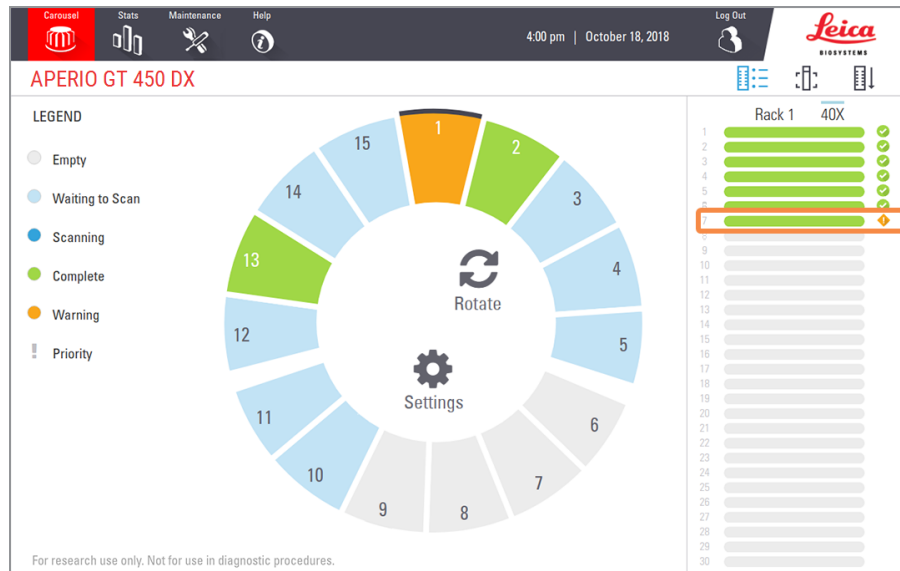 Carousel Stats Maintenance Help
4:00 pm | October 18, 2018
Log Out
Leica
BIOSYSTEMS
APERIO GT 450 DX
LEGEND
Empty
Waiting to Scan
Scanning
Complete
Warning
! Priority
1
2
3
4
5
6
7
8
9
10
11
12
13
14
15
Rotate
Settings
Rack 1 40X
1
2
3
4
5
6
7
8
9
10
11
12
13
14
15
16
17
18
19
20
21
22
23
24
25
26
27
28
29
30
For research use only. Not for use in diagnostic procedures.